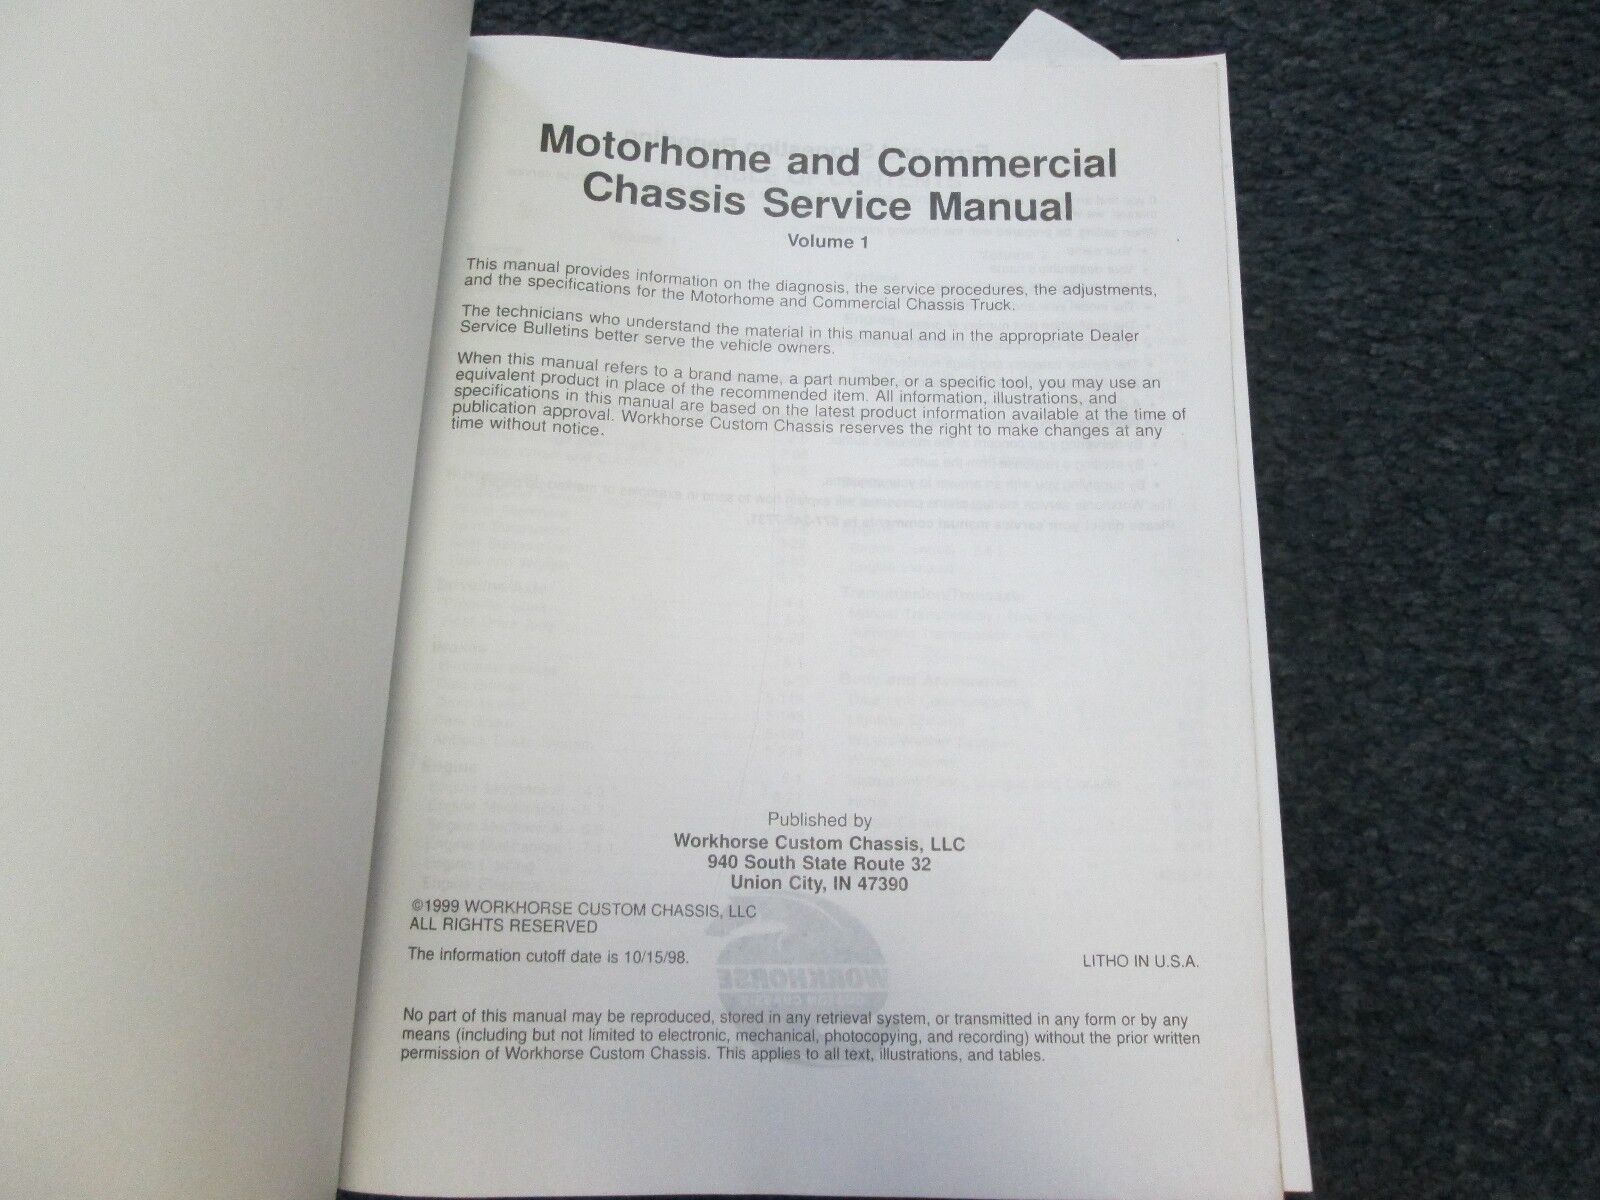 Motorhome and Commercial
Chassis Service Manual
Volume 1
This manual provides information on the diagnosis, the service procedures, the adjustments,
and the specifications for the Motorhome and Commercial Chassis Truck.
The technicians who understand the material in this manual and in the appropriate Dealer
Service Bulletins better serve the vehicle owners.
When this manual refers to a brand name, a part number, or a specific tool, you may use an
equivalent product in place of the recommended item. All information, illustrations, and
specifications in this manual are based on the latest product information available at the time of
publication approval. Workhorse Custom Chassis reserves the right to make changes at any
time without notice.
Published by
Workhorse Custom Chassis, LLC
940 South State Route 32
Union City, IN 47390
©1999 WORKHORSE CUSTOM CHASSIS, LLC
ALL RIGHTS RESERVED
The information cutoff date is 10/15/98.
LITHO IN U.S.A.
WORKHORSE
CUSTOM CHASSIS
No part of this manual may be reproduced, stored in any retrieval system, or transmitted in any form or by any
means (including but not limited to electronic, mechanical, photocopying, and recording) without the prior written
permission of Workhorse Custom Chassis. This applies to all text, illustrations, and tables.